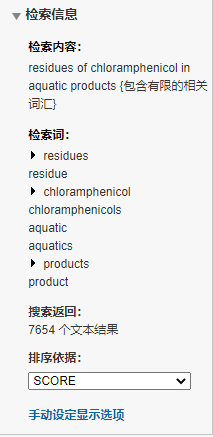 检索信息
检索内容：
residues of chloramphenicol in
aquatic products {包含有限的相关
词汇}
检索词：
residues
residue
chloramphenicol
chloramphenicols
aquatic
aquatics
products
product
搜索返回：
7654 个文本结果
排序依据：
SCORE
手动设定显示选项